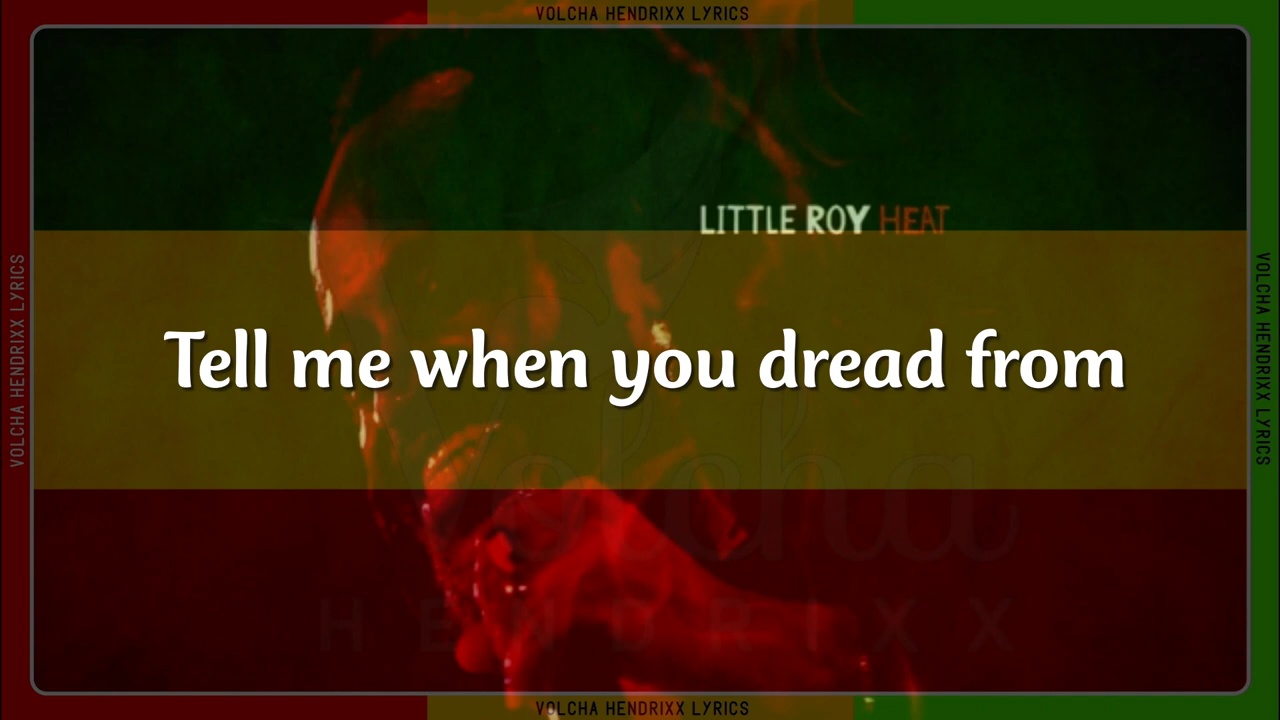 VOLCHA HENDRIXX LYRICS
LITTLE ROY HEAT
VOLCHA HENDRIXX LYRICS
Tell me when you dread from
VOLCHA HENDRIXX LYRICS
Volcha
HENDRIXX
VOLCHA HENDRIXX LYRICS